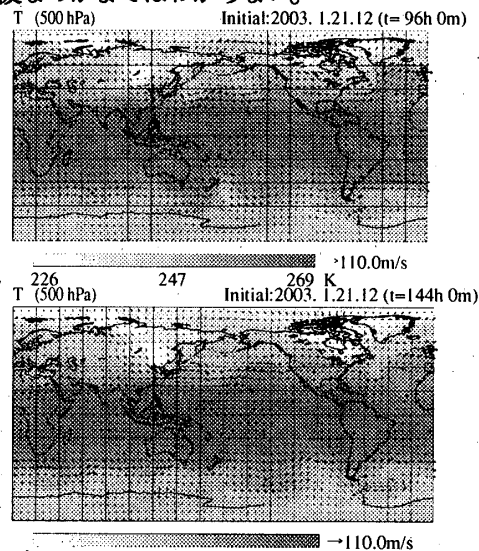 T (500 hPa) Initial:2003. 1.21.12 (t= 96h 0m)
>110.0m/s
226 247 269 K
T (500 hPa) Initial:2003. 1.21.12 (t=144h 0m)
→110.0m/s